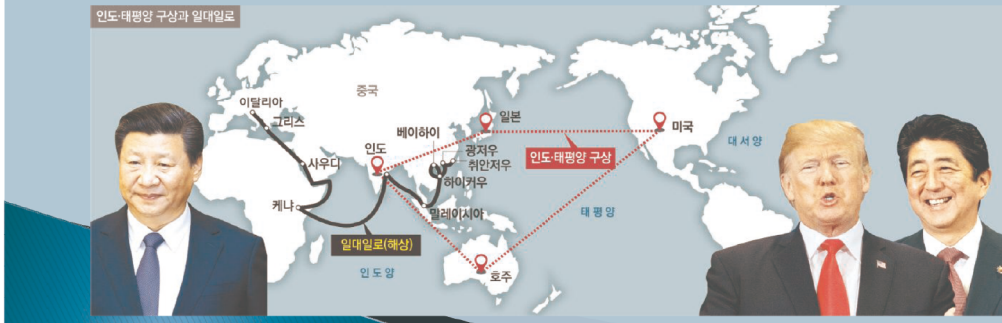 인도·태평양 구상과 일대일로
중국
이탈리아
그리스
사우디
케냐
일대일로(해상)
인도양
인도
베이하이
광저우
취안저우
하이커우
말레이시아
일본
인도·태평양 구상
호주
태평양
미국
대서양